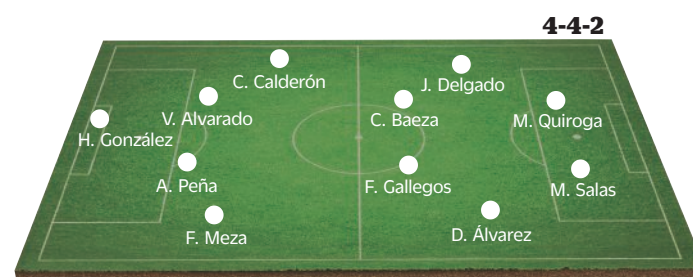 4-4-2
C. Calderón
J. Delgado
V. Alvarado
C. Baeza
M. Quiroga
H. González
A. Peña
F. Gallegos
M. Salas
F. Meza
D. Álvarez